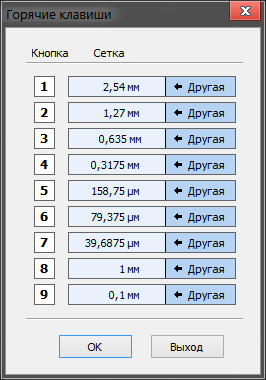 Горячие клавиши
Кнопка Сетка
1 2,54 мм Другая
2 1,27 мм Другая
3 0,635 мм Другая
4 0,3175 мм Другая
5 158,75 µм Другая
6 79,375 µм Другая
7 39,6875 µм Другая
8 1 мм Другая
9 0,1 мм Другая
OK Выход